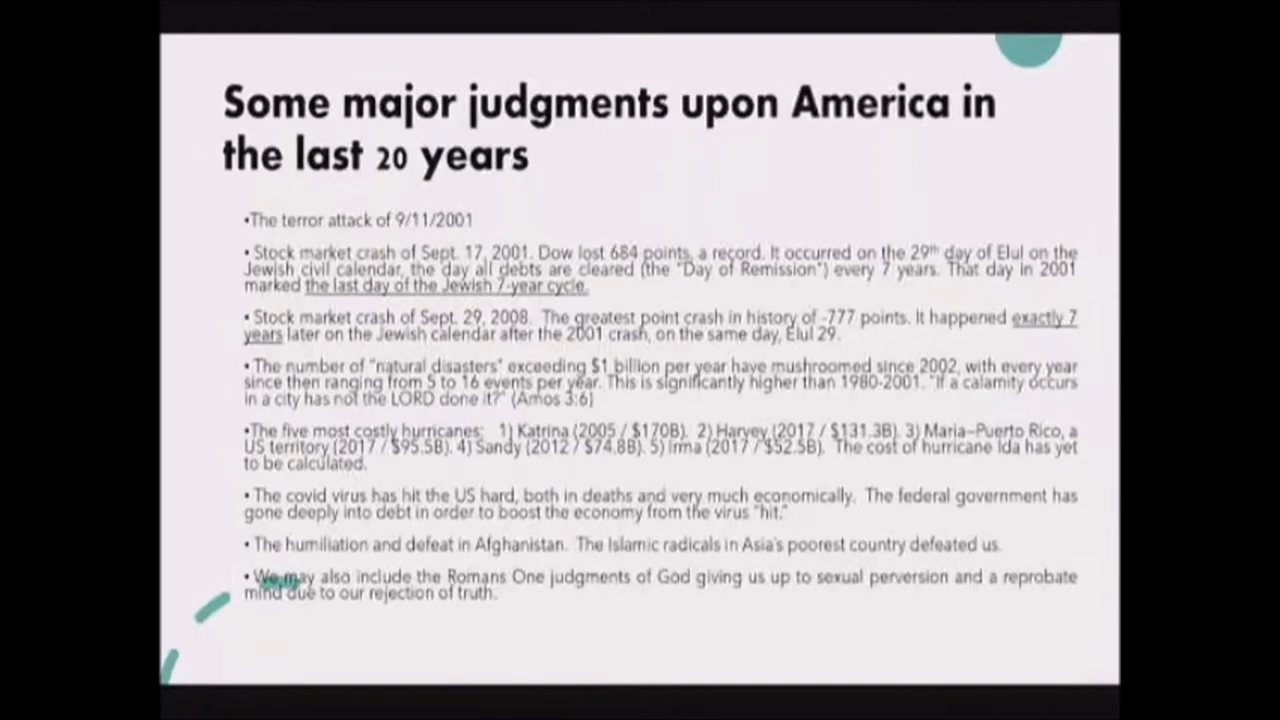 Some major judgments upon America in
the last 20 years
•The terror attack of 9/11/2001
• Stock market crash of Sept. 17, 2001. Dow lost 684 points, a record. It occurred on the 29th day of Elul on the
Jewish civil calendar, the day all debts are cleared (the "Day of Remission") every 7 years. That day in 2001
marked the last day of the Jewish 7-year cycle.
• Stock market crash of Sept. 29, 2008. The greatest point crash in history of -777 points. It happened exactly 7
years later on the Jewish calendar after the 2001 crash, on the same day, Elul 29.
• The number of "natural disasters" exceeding $1 billion per year have mushroomed since 2002, with every year
since then ranging from 5 to 16 events per year. This is significantly higher than 1980-2001. "If a calamity occurs
in a city has not the LORD done it?" (Amos 3:6)
•The five most costly hurricanes: 1) Katrina (2005 / $170B). 2) Harvey (2017 / $131.3B). 3) Maria–Puerto Rico, a
US territory (2017 / $95.5B). 4) Sandy (2012 / $74.8B). 5) Irma (2017 / $52.5B). The cost of hurricane Ida has yet
to be calculated.
• The covid virus has hit the US hard, both in deaths and very much economically. The federal government has
gone deeply into debt in order to boost the economy from the virus "hit."
• The humiliation and defeat in Afghanistan. The Islamic radicals in Asia's poorest country defeated us.
• We may also include the Romans One judgments of God giving us up to sexual perversion and a reprobate
mind due to our rejection of truth.